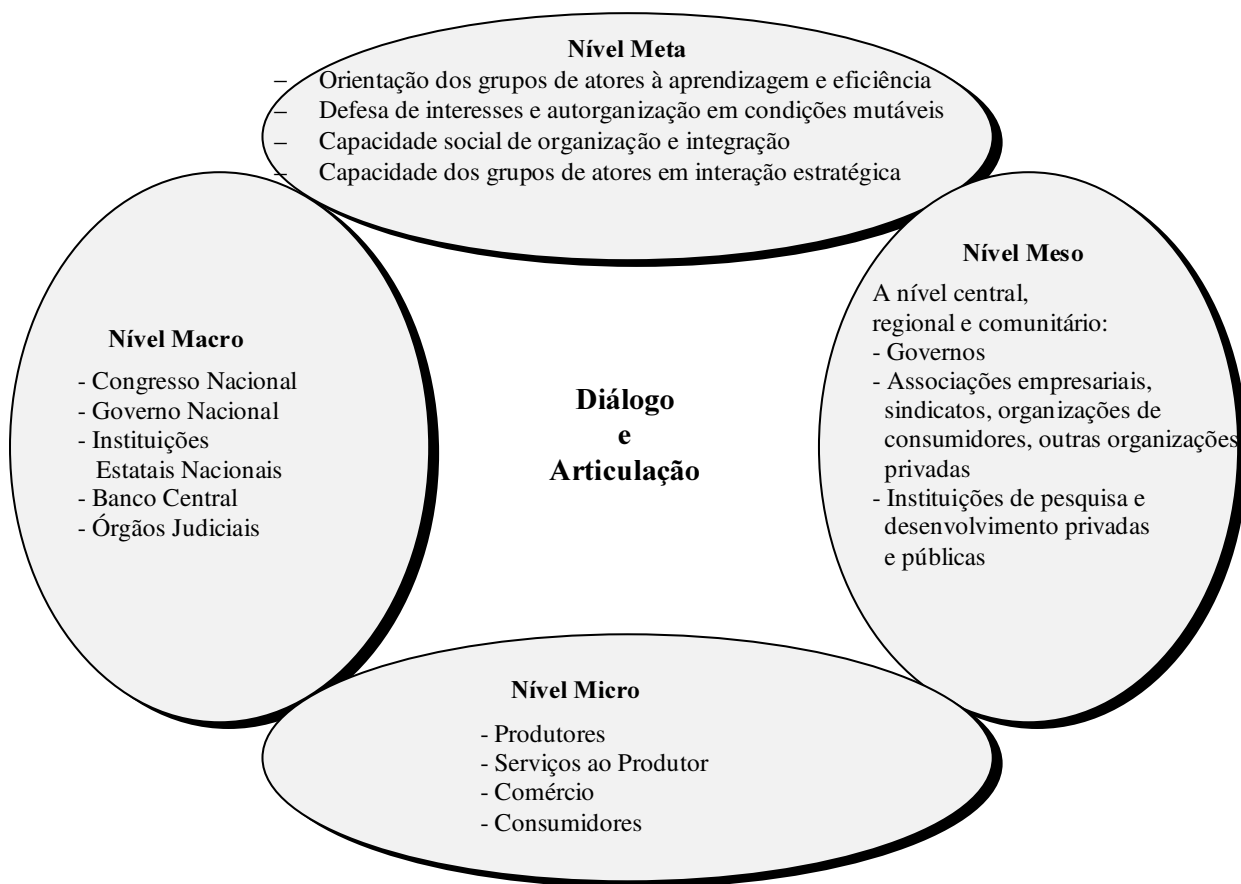 Nível Meta
– Orientação dos grupos de atores à aprendizagem e eficiência
– Defesa de interesses e autorganização em condições mutáveis
– Capacidade social de organização e integração
– Capacidade dos grupos de atores em interação estratégica
Nível Macro
- Congresso Nacional
- Governo Nacional
- Instituições
Estatais Nacionais
- Banco Central
- Órgãos Judiciais
Diálogo
e
Articulação
Nível Meso
A nível central,
regional e comunitário:
- Governos
- Associações empresariais,
sindicatos, organizações de
consumidores, outras organizações
privadas
- Instituições de pesquisa e
desenvolvimento privadas
e públicas
Nível Micro
- Produtores
- Serviços ao Produtor
- Comércio
- Consumidores